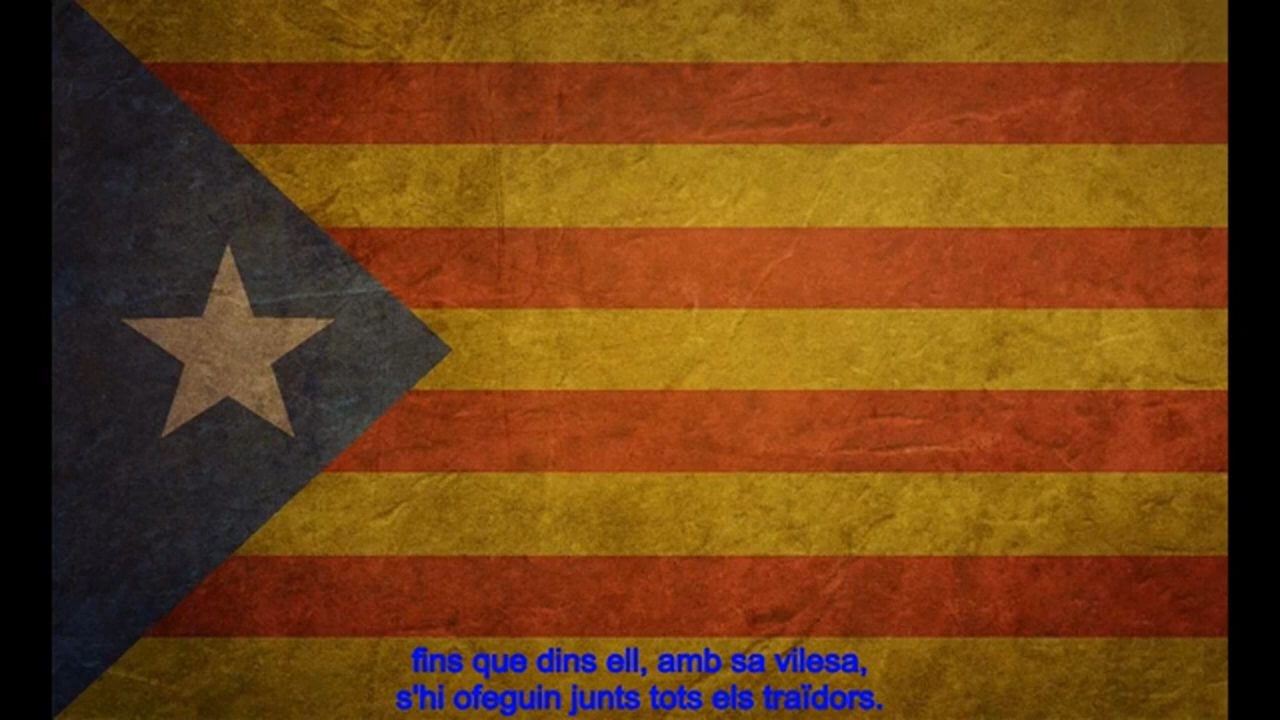 fins que dins ell, amb sa vilesa,
s'hi ofeguin junts tots els traïdors.